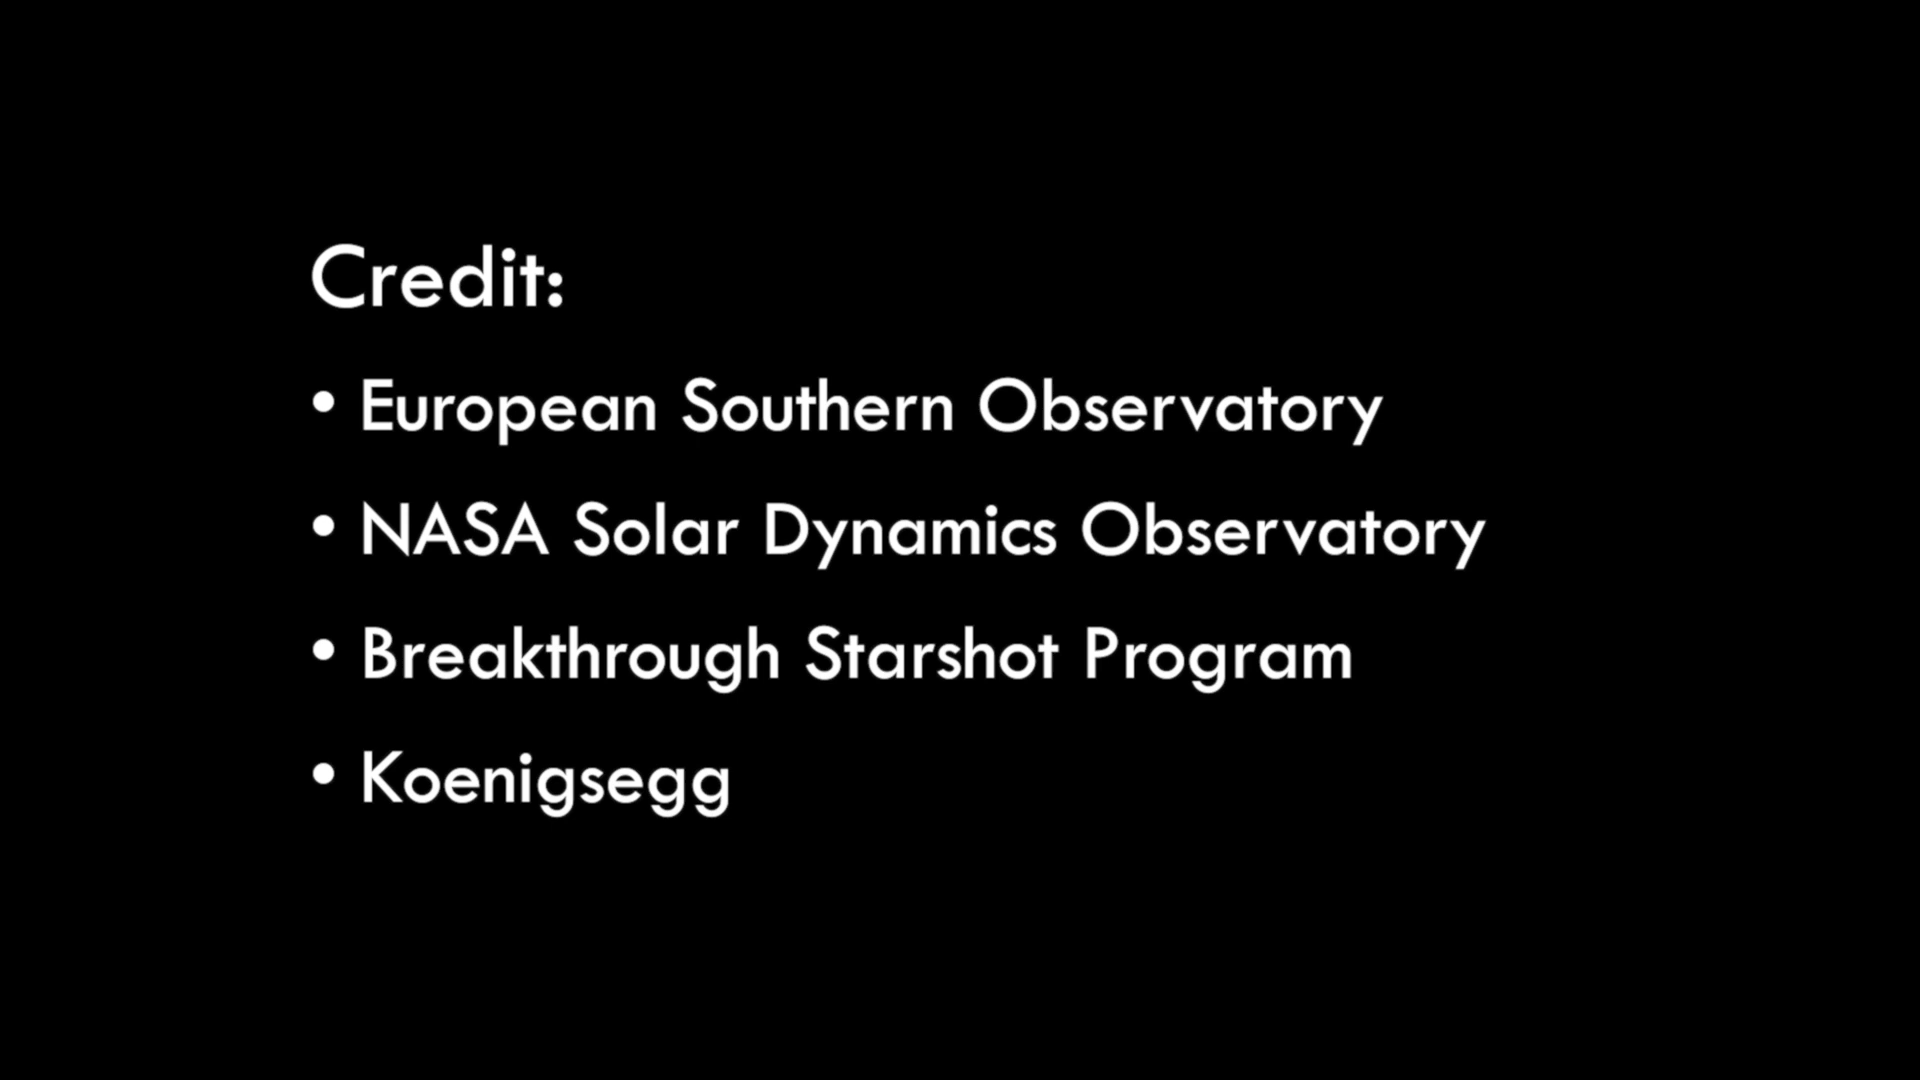 Credit:
• European Southern Observatory
• NASA Solar Dynamics Observatory
• Breakthrough Starshot Program
• Koenigsegg